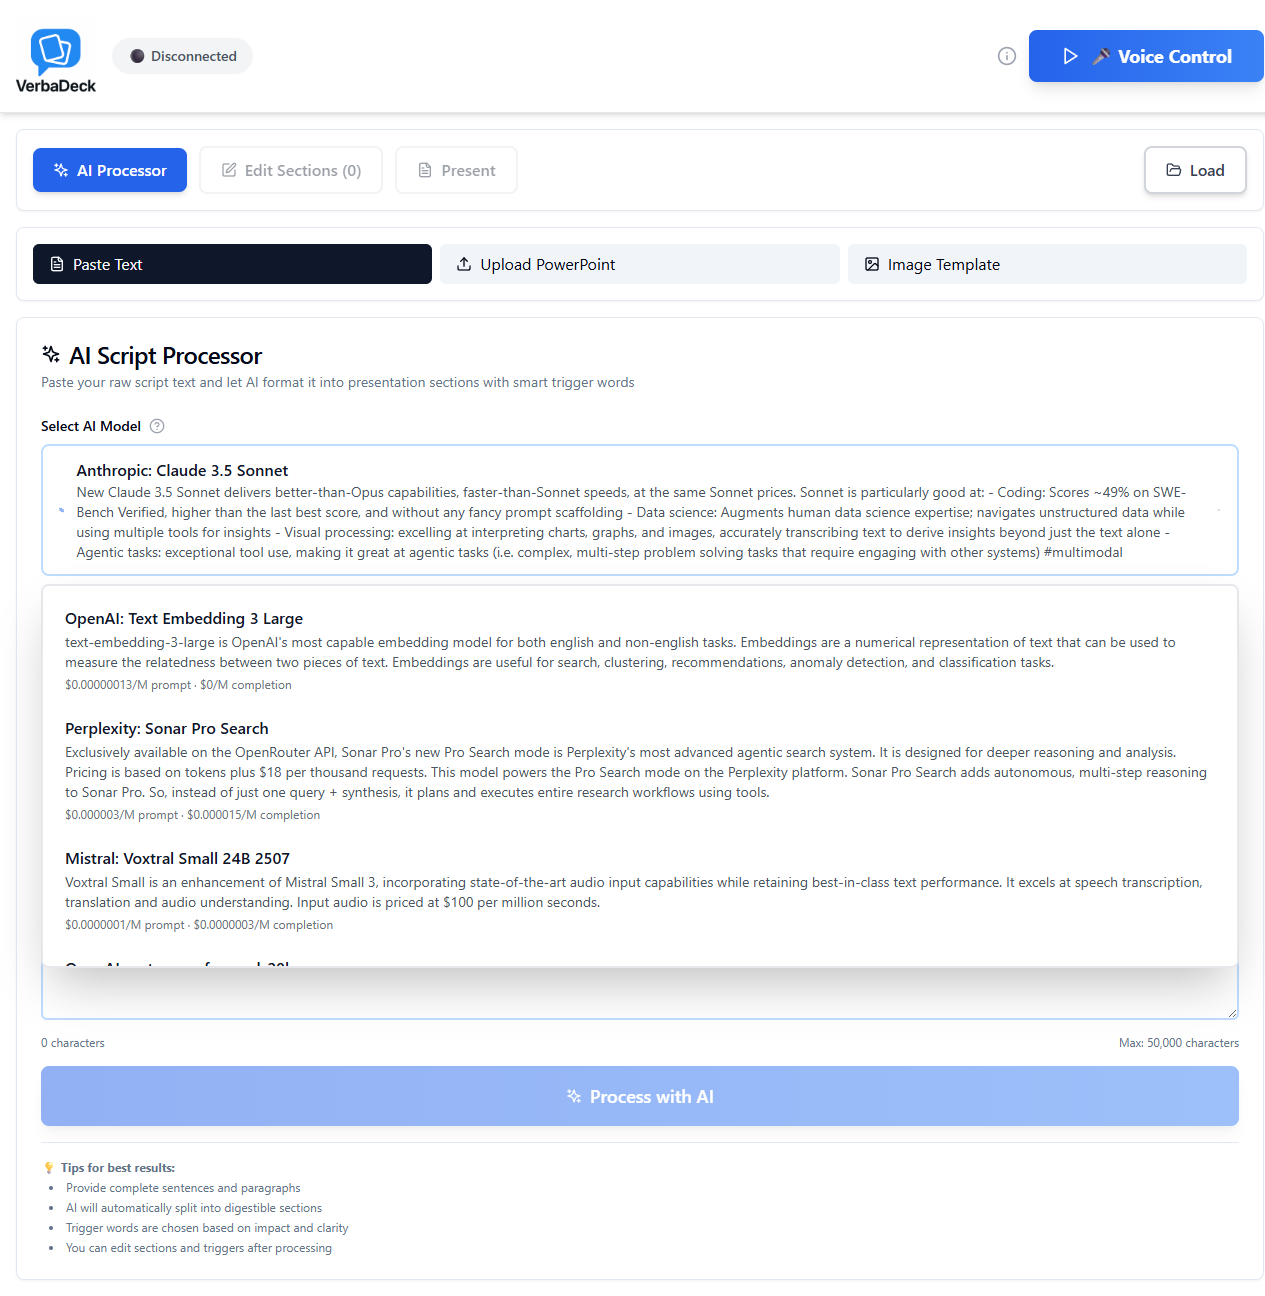 VerbaDeck
Disconnected
Voice Control
AI Processor
Edit Sections (0)
Present
Load
Paste Text
Upload PowerPoint
Image Template
AI Script Processor
Paste your raw script text and let AI format it into presentation sections with smart trigger words
Select AI Model
Anthropic: Claude 3.5 Sonnet
New Claude 3.5 Sonnet delivers better-than-Opus capabilities, faster-than-Sonnet speeds, at the same Sonnet prices. Sonnet is particularly good at: - Coding: Scores ~49% on SWE-
Bench Verified, higher than the last best score, and without any fancy prompt scaffolding - Data science: Augments human data science expertise; navigates unstructured data while
using multiple tools for insights - Visual processing: excelling at interpreting charts, graphs, and images, accurately transcribing text to derive insights beyond just the text alone -
Agentic tasks: exceptional tool use, making it great at agentic tasks (i.e. complex, multi-step problem solving tasks that require engaging with other systems) #multimodal
OpenAI: Text Embedding 3 Large
text-embedding-3-large is OpenAI's most capable embedding model for both english and non-english tasks. Embeddings are a numerical representation of text that can be used to
measure the relatedness between two pieces of text. Embeddings are useful for search, clustering, recommendations, anomaly detection, and classification tasks.
$0.00000013/M prompt · $0/M completion
Perplexity: Sonar Pro Search
Exclusively available on the OpenRouter API, Sonar Pro's new Pro Search mode is Perplexity's most advanced agentic search system. It is designed for deeper reasoning and analysis.
Pricing is based on tokens plus $18 per thousand requests. This model powers the Pro Search mode on the Perplexity platform. Sonar Pro Search adds autonomous, multi-step reasoning
to Sonar Pro. So, instead of just one query + synthesis, it plans and executes entire research workflows using tools.
$0.000003/M prompt · $0.000015/M completion
Mistral: Voxtral Small 24B 2507
Voxtral Small is an enhancement of Mistral Small 3, incorporating state-of-the-art audio input capabilities while retaining best-in-class text performance. It excels at speech transcription,
translation and audio understanding. Input audio is priced at $100 per million seconds.
$0.0000001/M prompt · $0.0000003/M completion
0 characters
Max: 50,000 characters
Process with AI
Tips for best results:
• Provide complete sentences and paragraphs
• AI will automatically split into digestible sections
• Trigger words are chosen based on impact and clarity
• You can edit sections and triggers after processing